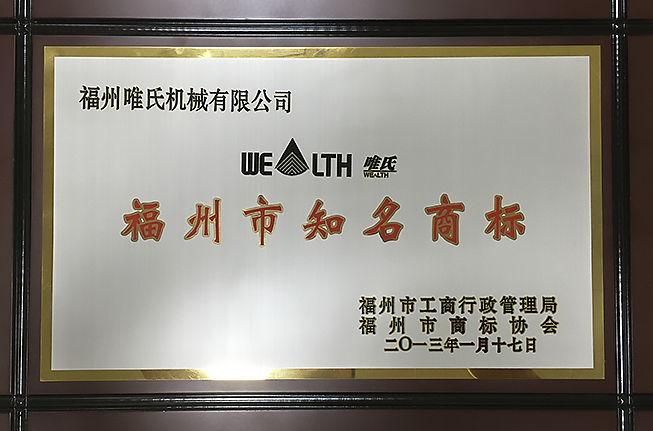 福州唯氏机械有限公司
WEALTH 唯氏
WEALTH
福州市知名商标
福州市工商行政管理局
福州市商标协会
二〇一三年一月十七日